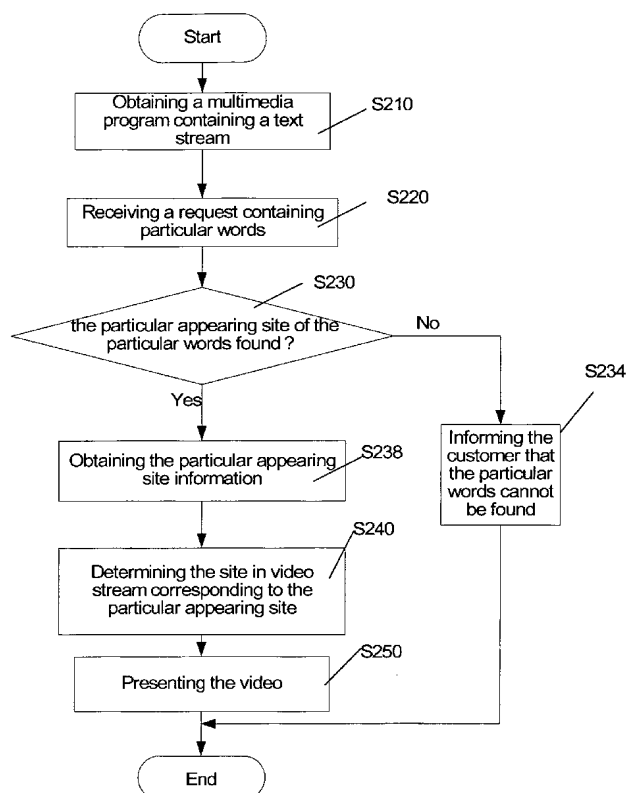 Start
Obtaining a multimedia
program containing a text
stream
S210
Receiving a request containing
particular words
S220
S230
the particular appearing site of the
particular words found ?
No
Yes
S234
Informing the
customer that
the particular
words cannot
be found
S238
Obtaining the particular appearing
site information
S240
Determining the site in video
stream corresponding to the
particular appearing site
S250
Presenting the video
End